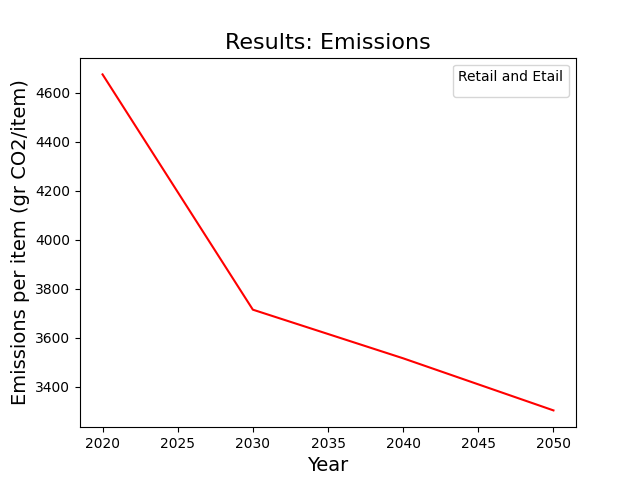 Results: Emissions
Retail and Etail
Emissions per item (gr CO2/item)
4600
4400
4200
4000
3800
3600
3400
2020 2025 2030 2035 2040 2045 2050
Year